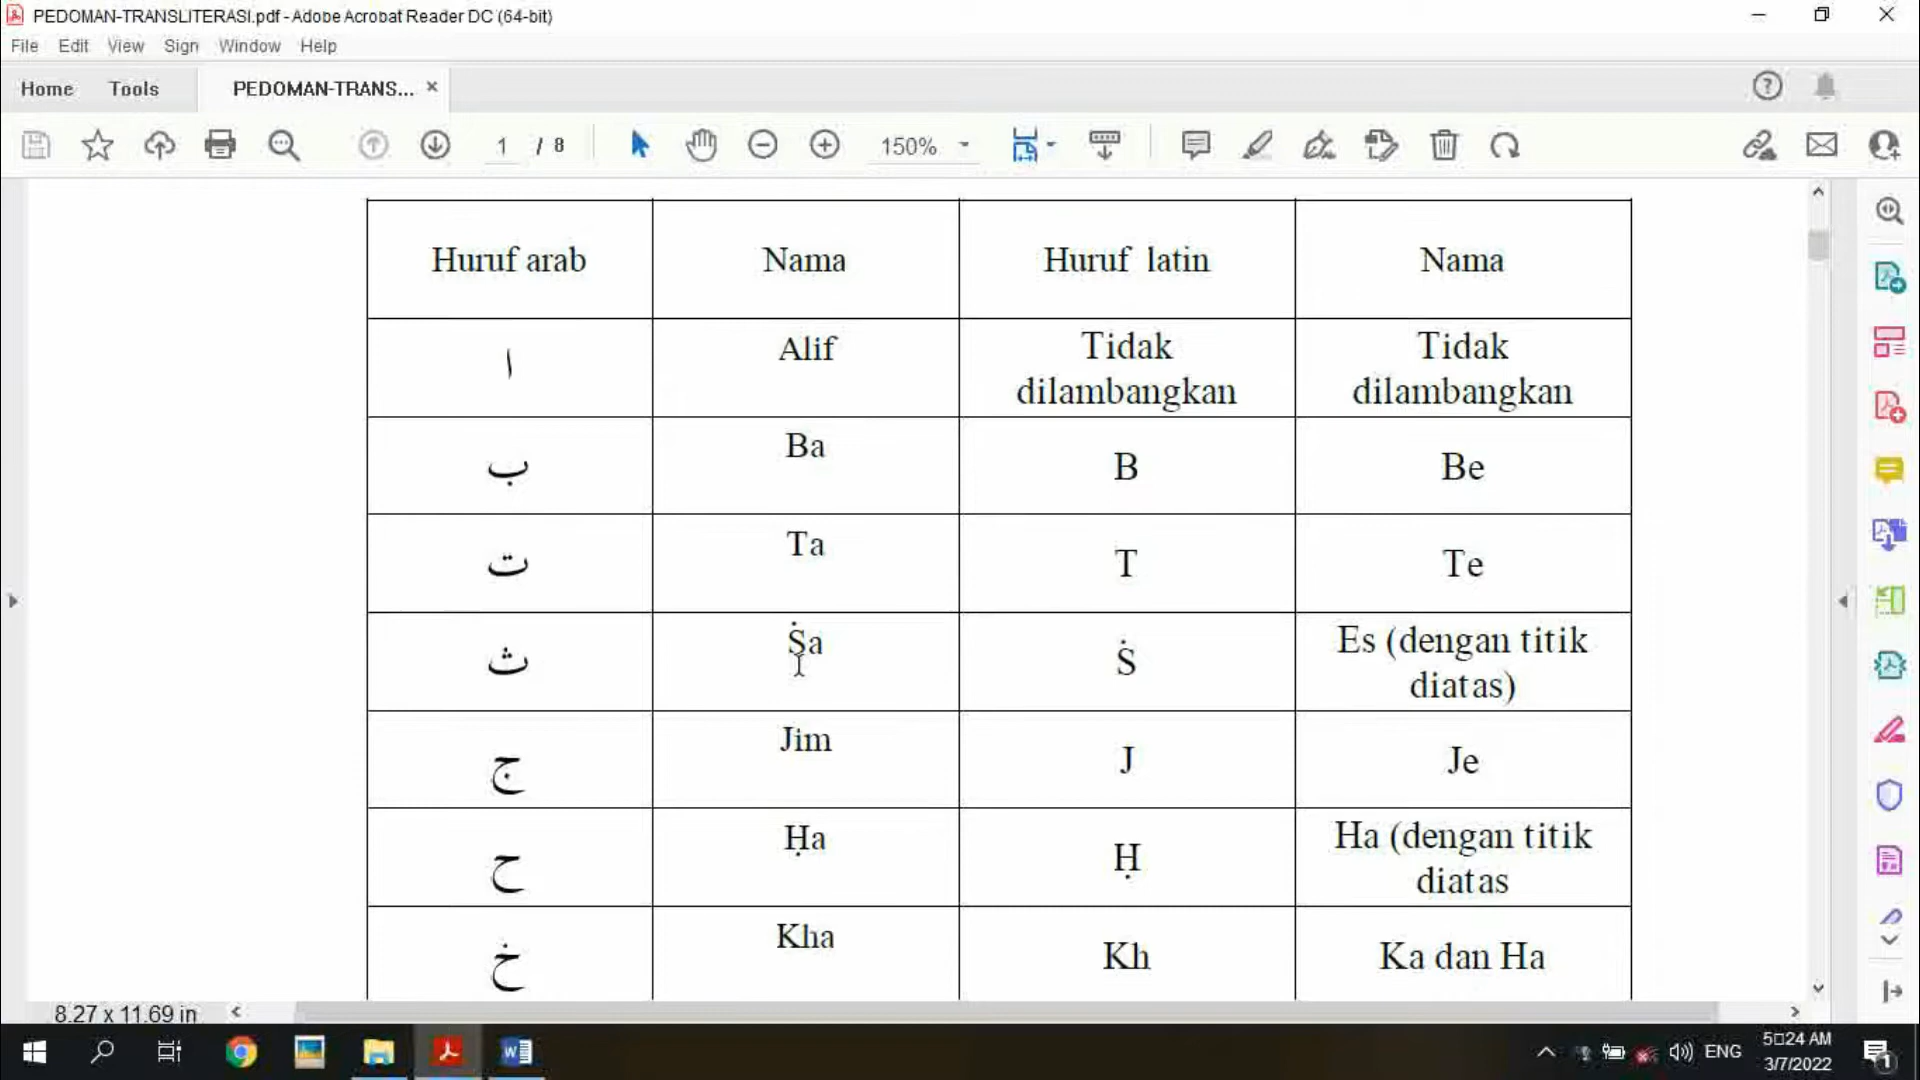 PEDOMAN-TRANSLITERASI.pdf - Adobe Acrobat Reader DC (64-bit)
File Edit View Sign Window Help
Home Tools PEDOMAN-TRANS... ×
1 / 8 150%
Huruf arab Nama Huruf latin Nama
ا Alif Tidak dilambangkan Tidak dilambangkan
ب Ba B Be
ت Ta T Te
ث Ṡa Ṡ Es (dengan titik diatas)
ج Jim J Je
ح Ḥa Ḥ Ha (dengan titik diatas
خ Kha Kh Ka dan Ha
8.27 x 11.69 in
ENG 5□24 AM
3/7/2022
1